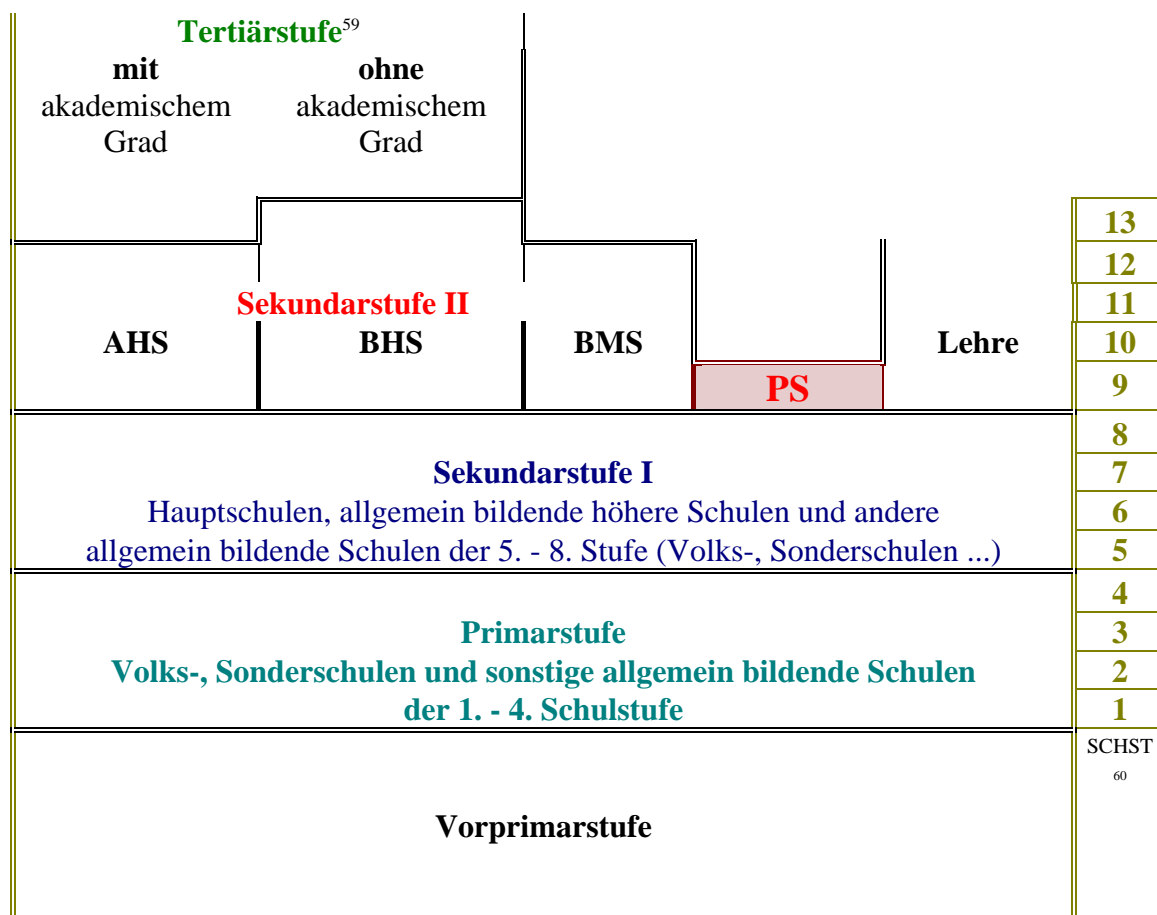 Tertiärstufe59
mit ohne
akademischem akademischem
Grad Grad
13
12
Sekundarstufe II 11
AHS BHS BMS Lehre 10
PS 9
8
Sekundarstufe I 7
Hauptschulen, allgemein bildende höhere Schulen und andere 6
allgemein bildende Schulen der 5. - 8. Stufe (Volks-, Sonderschulen ...) 5
4
Primarstufe 3
Volks-, Sonderschulen und sonstige allgemein bildende Schulen 2
der 1. - 4. Schulstufe 1
SCHST
60
Vorprimarstufe